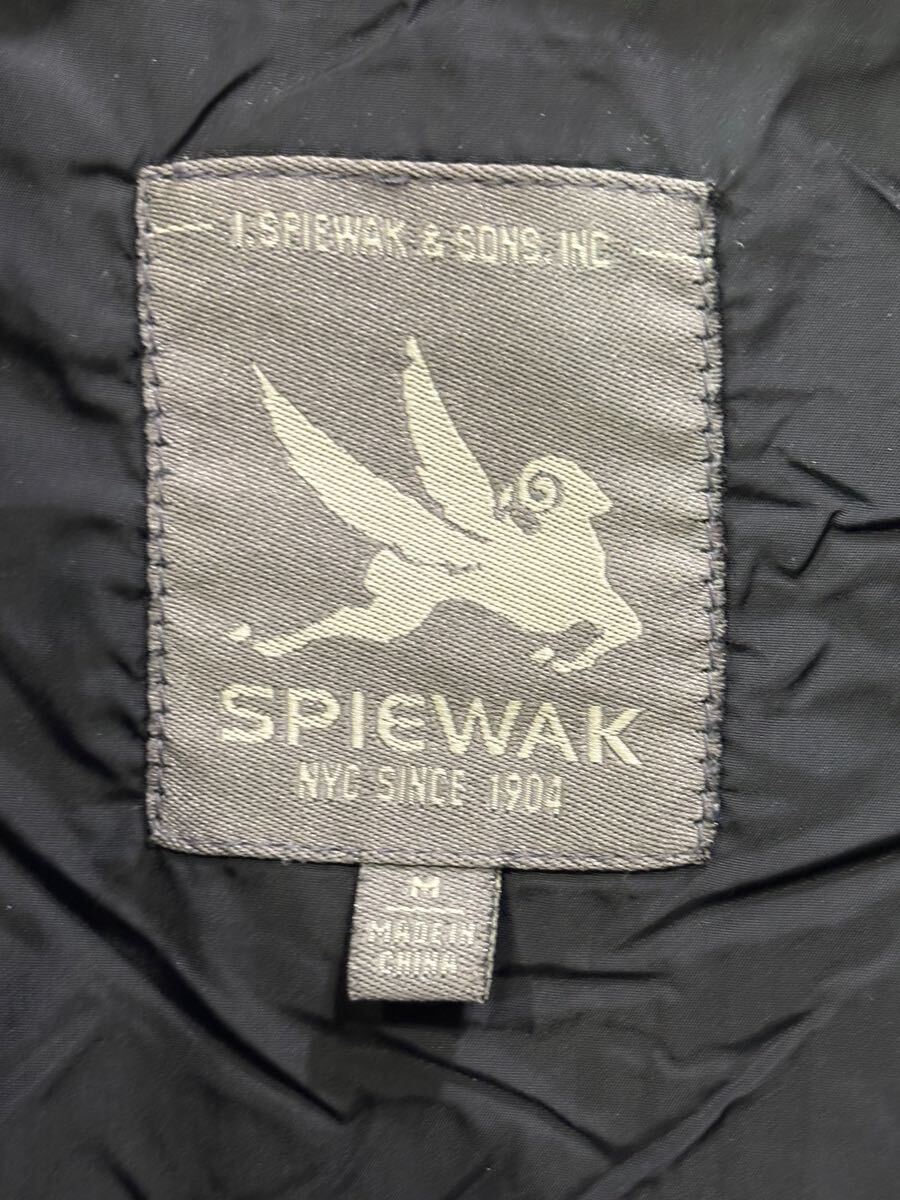 I. SPIEWAK & SONS, INC
SPIEWAK
NYC SINCE 1904
M
MADE IN
CHINA